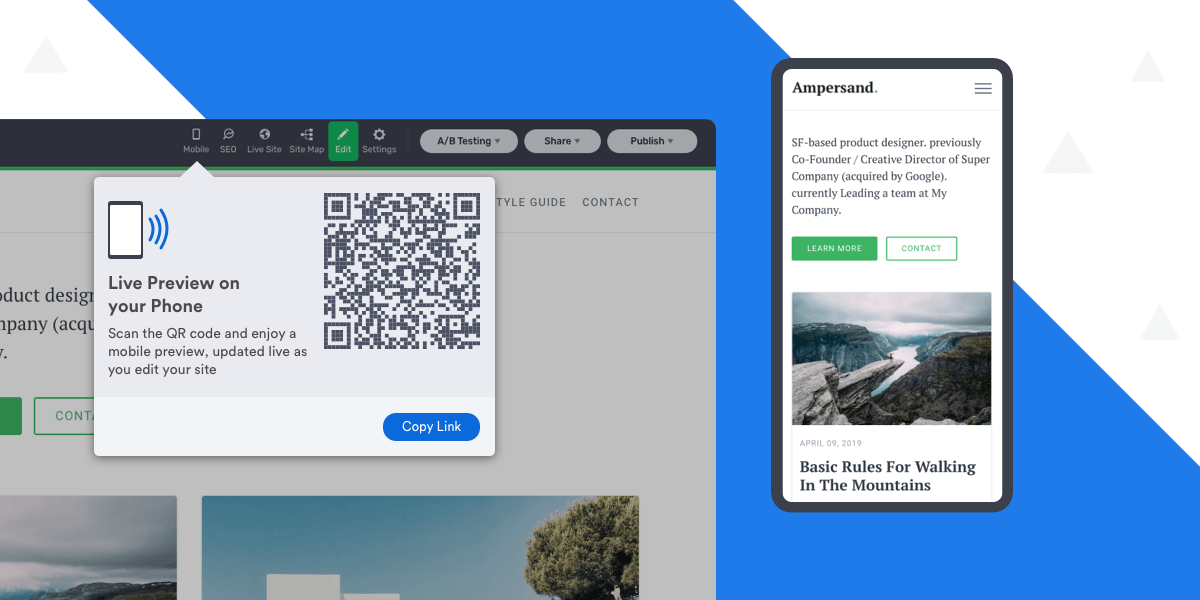 Mobile
SEO
Live Site
Site Map
Edit
Settings
A/B Testing
Share
Publish
TYLE GUIDE
CONTACT
Live Preview on
your Phone
Scan the QR code and enjoy a
mobile preview, updated live as
you edit your site
Copy Link
oduct design
mpany (acqu
y.
CONTA
Ampersand.
SF-based product designer. previously
Co-Founder / Creative Director of Super
Company (acquired by Google).
currently Leading a team at My
Company.
LEARN MORE
CONTACT
APRIL 09, 2019
Basic Rules For Walking
In The Mountains